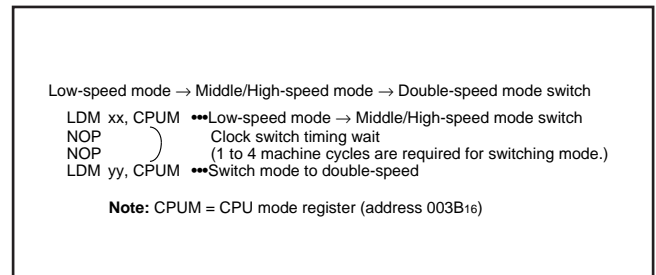 Low-speed mode → Middle/High-speed mode → Double-speed mode switch
LDM xx, CPUM •••Low-speed mode → Middle/High-speed mode switch
NOP Clock switch timing wait
NOP (1 to 4 machine cycles are required for switching mode.)
LDM yy, CPUM •••Switch mode to double-speed
Note: CPUM = CPU mode register (address 003B16)